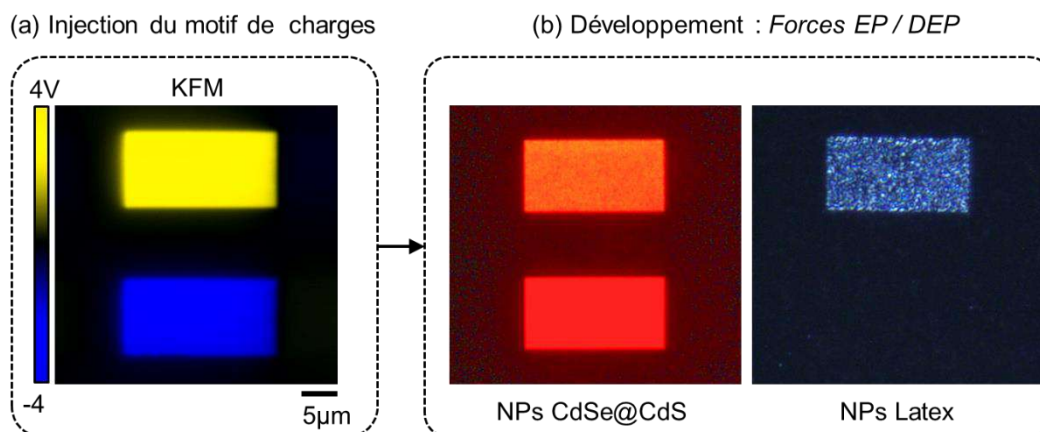 (a) Injection du motif de charges
(b) Développement : Forces EP / DEP
4V
KFM
-4
5µm
NPs CdSe@CdS
NPs Latex